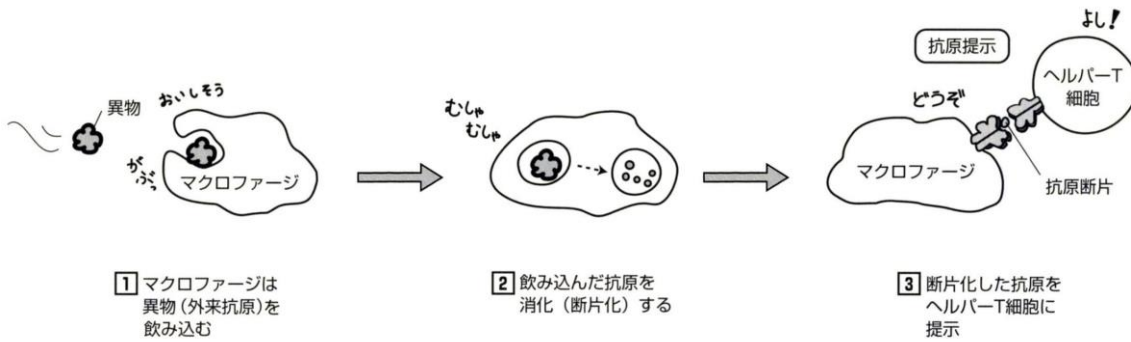 異物
おいしそう
がぶっ
マクロファージ
1 マクロファージは
異物（外来抗原）を
飲み込む
むしゃ
むしゃ
2 飲み込んだ抗原を
消化（断片化）する
抗原提示
よし！
ヘルパーT
細胞
どうぞ
マクロファージ
抗原断片
3 断片化した抗原を
ヘルパーT細胞に
提示